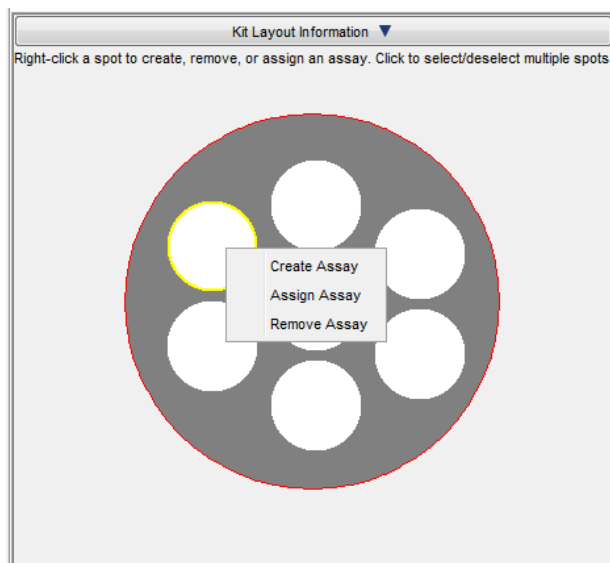 Kit Layout Information
Right-click a spot to create, remove, or assign an assay. Click to select/deselect multiple spots
Create Assay
Assign Assay
Remove Assay